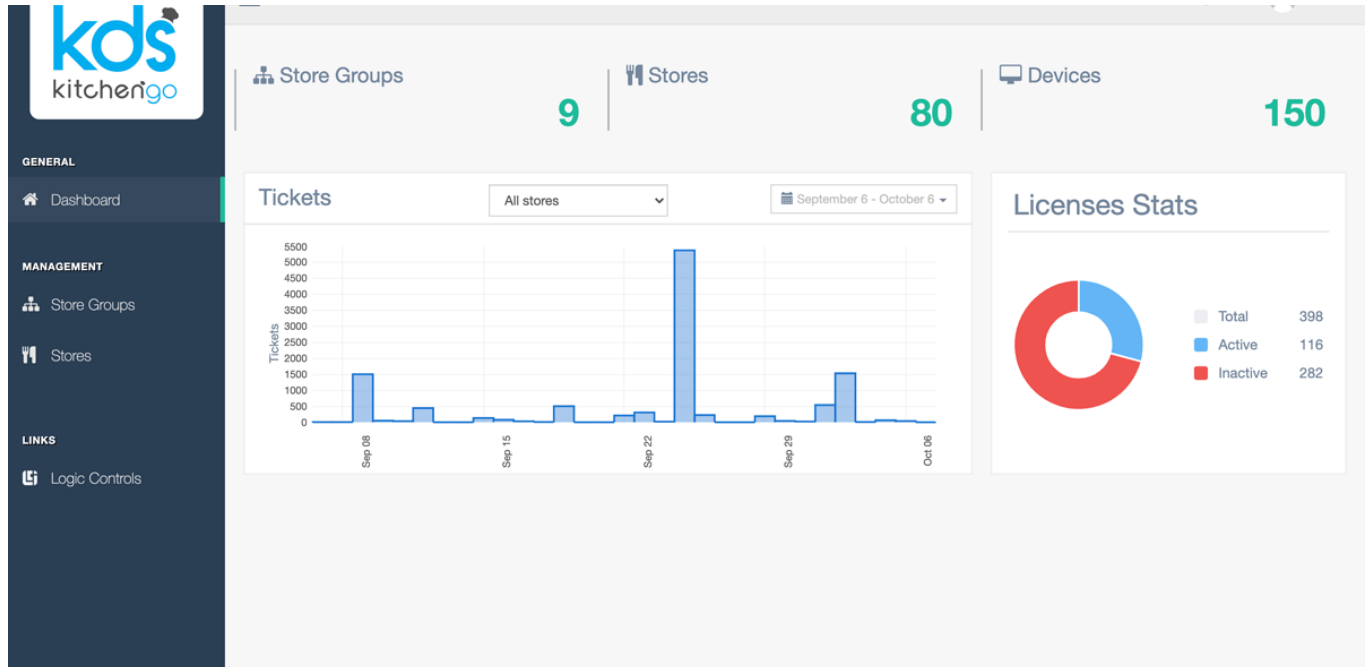 kds
kitchen go
GENERAL
Dashboard
MANAGEMENT
Store Groups
Stores
LINKS
Logic Controls
Store Groups
9
Stores
80
Devices
150
Tickets
All stores
September 6 - October 6
Tickets
5500
5000
4500
4000
3500
3000
2500
2000
1500
1000
500
0
Sep 08
Sep 15
Sep 22
Sep 29
Oct 06
Licenses Stats
Total 398
Active 116
Inactive 282